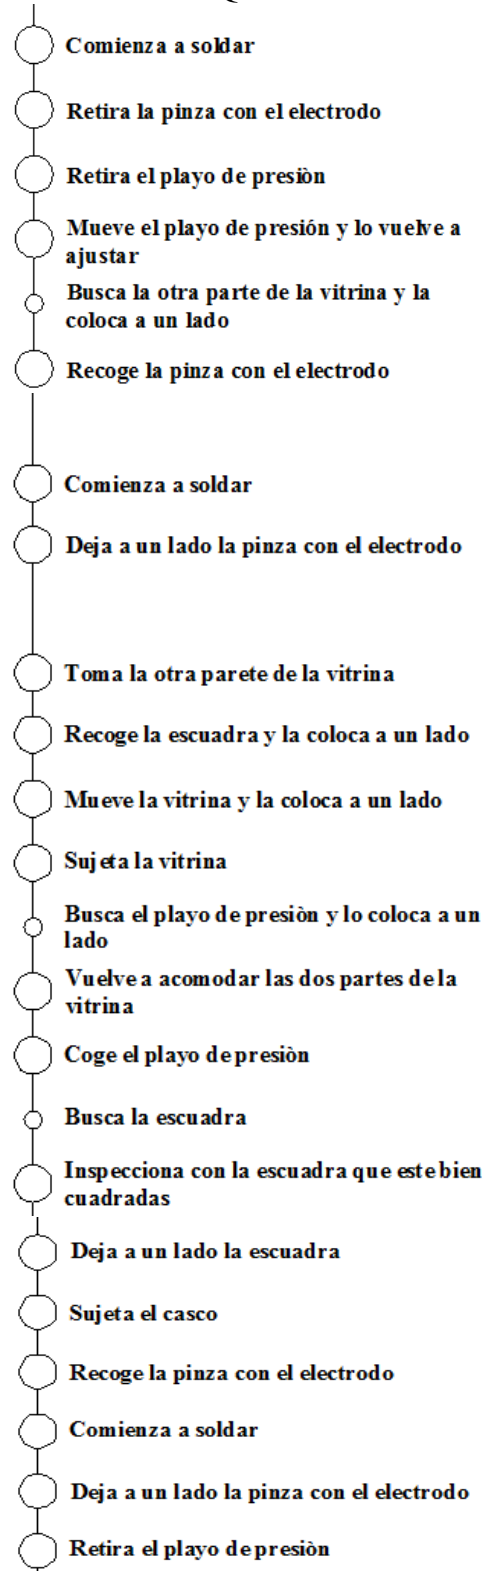 Comienza a soldar
Retira la pinza con el electrodo
Retira el playo de presiòn
Mueve el playo de presión y lo vuelve a
ajustar
Busca la otra parte de la vitrina y la
coloca a un lado
Recoge la pinza con el electrodo
Comienza a soldar
Deja a un lado la pinza con el electrodo
Toma la otra parete de la vitrina
Recoge la escuadra y la coloca a un lado
Mueve la vitrina y la coloca a un lado
Sujeta la vitrina
Busca el playo de presiòn y lo coloca a un
lado
Vuelve a acomodar las dos partes de la
vitrina
Coge el playo de presiòn
Busca la escuadra
Inspecciona con la escuadra que este bien
cuadradas
Deja a un lado la escuadra
Sujeta el casco
Recoge la pinza con el electrodo
Comienza a soldar
Deja a un lado la pinza con el electrodo
Retira el playo de presiòn